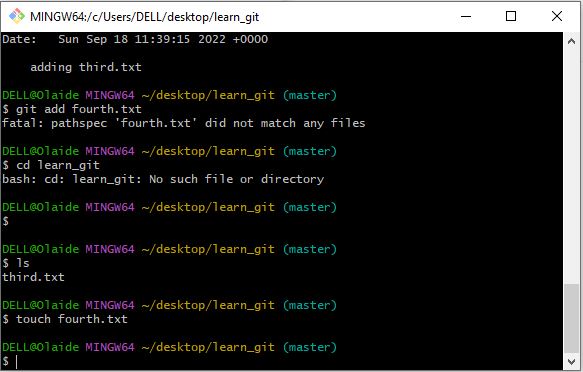 MINGW64:/c/Users/DELL/desktop/learn_git
Date:   Sun Sep 18 11:39:15 2022 +0000
    adding third.txt
DELL@Olaide MINGW64 ~/desktop/learn_git (master)
$ git add fourth.txt
fatal: pathspec 'fourth.txt' did not match any files
DELL@Olaide MINGW64 ~/desktop/learn_git (master)
$ cd learn_git
bash: cd: learn_git: No such file or directory
DELL@Olaide MINGW64 ~/desktop/learn_git (master)
$
DELL@Olaide MINGW64 ~/desktop/learn_git (master)
$ ls
third.txt
DELL@Olaide MINGW64 ~/desktop/learn_git (master)
$ touch fourth.txt
DELL@Olaide MINGW64 ~/desktop/learn_git (master)
$